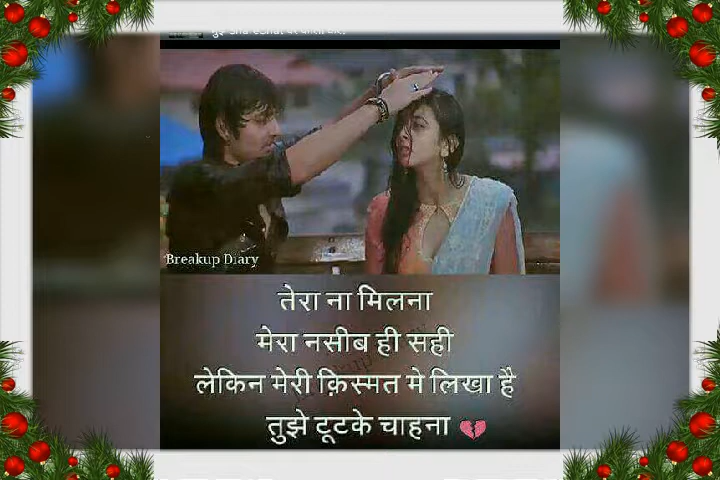 Breakup Diary
तेरा ना मिलना
मेरा नसीब ही सही
लेकिन मेरी क़िस्मत मे लिखा है
तुझे टूटके चाहना 💔